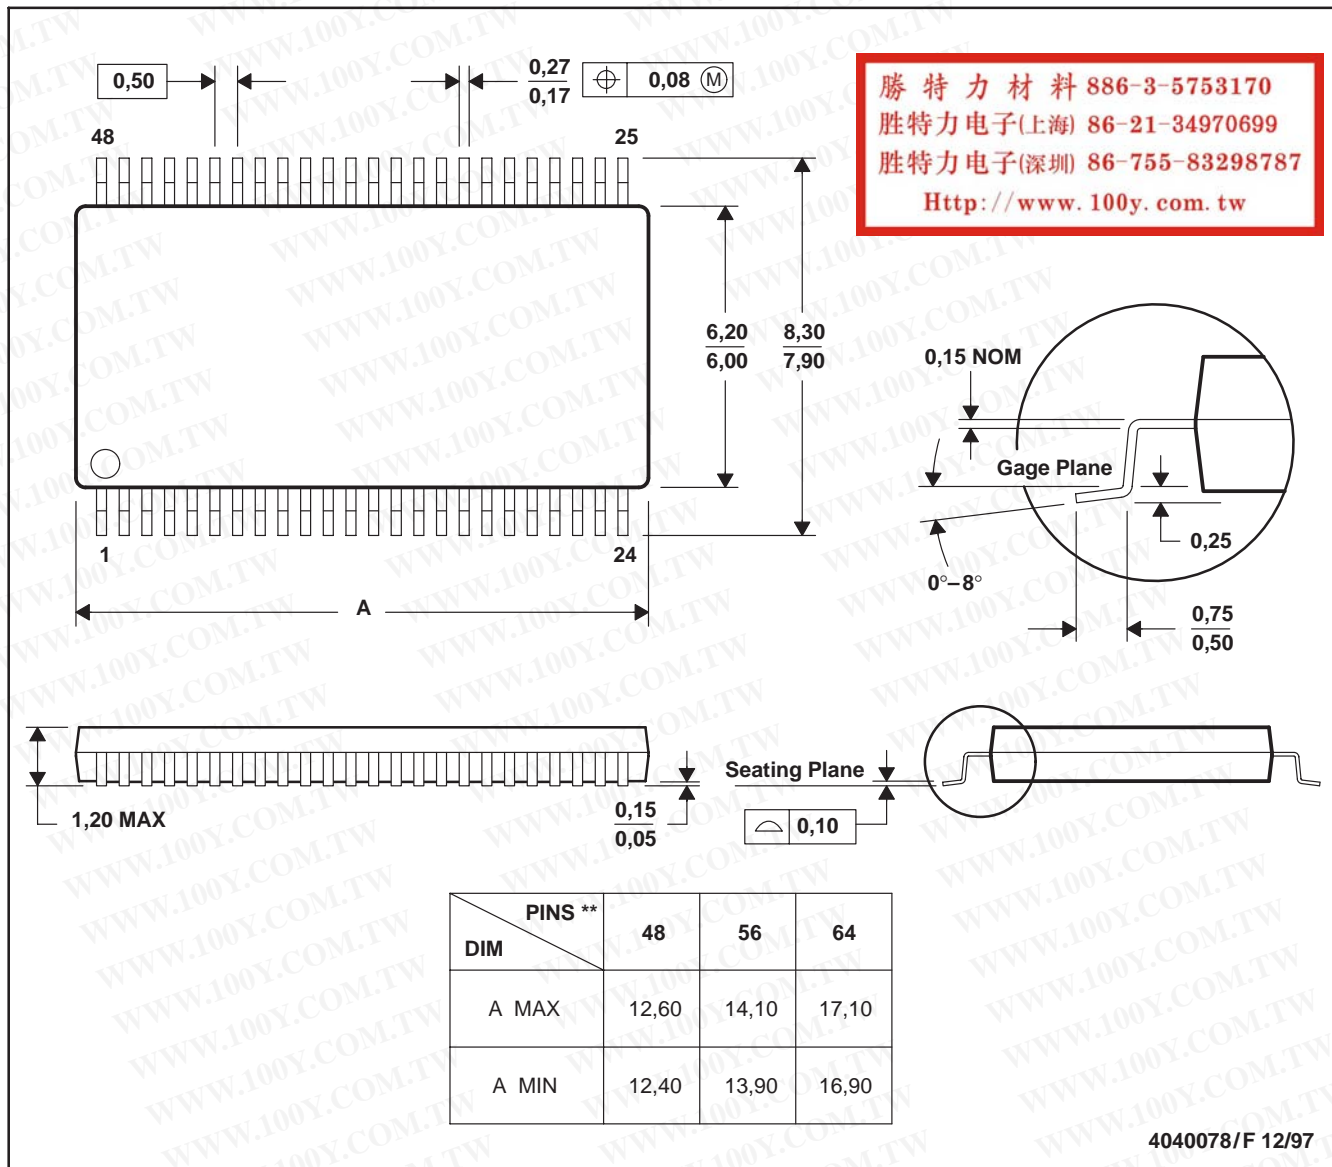 0,50
0,27
0,17
0,08 M
48
25
勝特力材料 886-3-5753170
胜特力电子(上海) 86-21-34970699
胜特力电子(深圳) 86-755-83298787
Http://www.100y.com.tw
6,20
6,00
8,30
7,90
0,15 NOM
Gage Plane
0,25
0°–8°
0,75
0,50
1
24
A
1,20 MAX
0,15
0,05
Seating Plane
0,10
PINS **
DIM
48 56 64
A MAX 12,60 14,10 17,10
A MIN 12,40 13,90 16,90
4040078/F 12/97
WWW.100Y.COM.TW